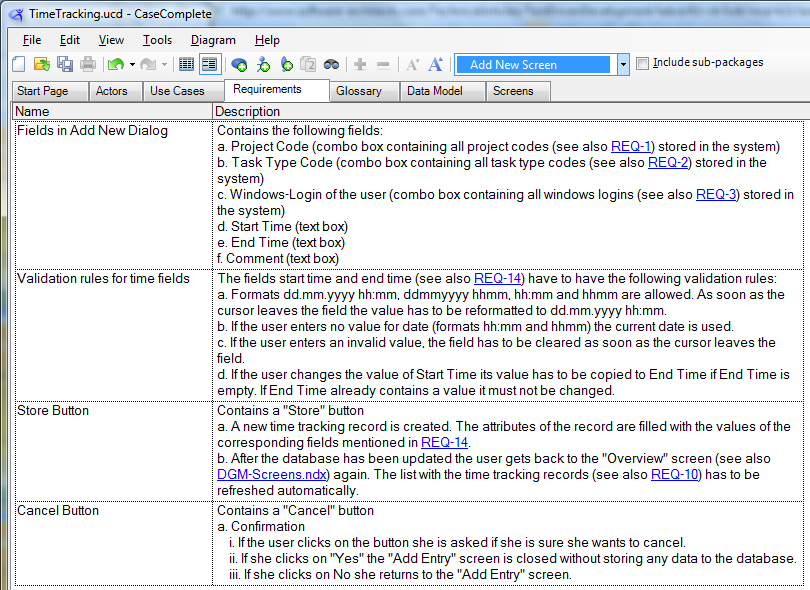 TimeTracking.ucd - CaseComplete
File Edit View Tools Diagram Help
A A Add New Screen Include sub-packages
Start Page Actors Use Cases Requirements Glossary Data Model Screens
Name Description
Fields in Add New Dialog Contains the following fields:
a. Project Code (combo box containing all project codes (see also REQ-1) stored in the system)
b. Task Type Code (combo box containing all task type codes (see also REQ-2) stored in the
system)
c. Windows-Login of the user (combo box containing all windows logins (see also REQ-3) stored in
the system)
d. Start Time (text box)
e. End Time (text box)
f. Comment (text box)
Validation rules for time fields The fields start time and end time (see also REQ-14) have to have the following validation rules:
a. Formats dd.mm.yyyy hh:mm, ddmmyyyy hhmm, hh:mm and hhmm are allowed. As soon as the
cursor leaves the field the value has to be reformatted to dd.mm.yyyy hh:mm.
b. If the user enters no value for date (formats hh:mm and hhmm) the current date is used.
c. If the user enters an invalid value, the field has to be cleared as soon as the cursor leaves the
field.
d. If the user changes the value of Start Time its value has to be copied to End Time if End Time is
empty. If End Time already contains a value it must not be changed.
Store Button Contains a "Store" button
a. A new time tracking record is created. The attributes of the record are filled with the values of the
corresponding fields mentioned in REQ-14.
b. After the database has been updated the user gets back to the "Overview" screen (see also
DGM-Screens.ndx) again. The list with the time tracking records (see also REQ-10) has to be
refreshed automatically.
Cancel Button Contains a "Cancel" button
a. Confirmation
i. If the user clicks on the button she is asked if she is sure she wants to cancel.
ii. If she clicks on "Yes" the "Add Entry" screen is closed without storing any data to the database.
iii. If she clicks on No she returns to the "Add Entry" screen.